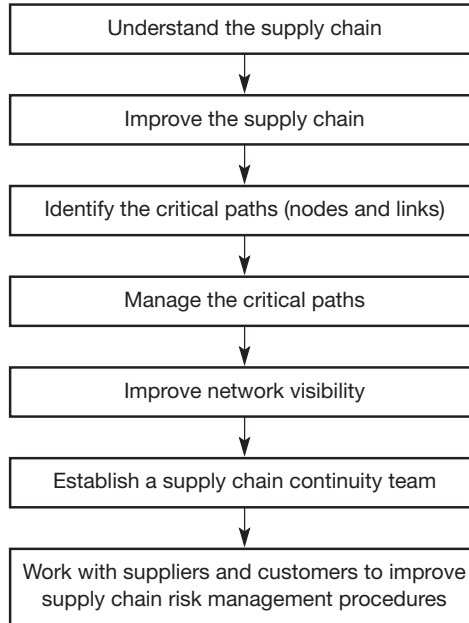 Understand the supply chain
Improve the supply chain
Identify the critical paths (nodes and links)
Manage the critical paths
Improve network visibility
Establish a supply chain continuity team
Work with suppliers and customers to improve
supply chain risk management procedures